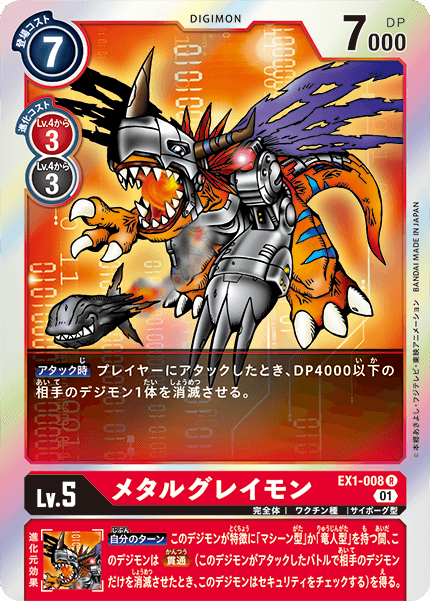 DIGIMON
登場コスト
7
DP
7000
進化コスト
Lv.4から
3
Lv.4から
3
アタック時 プレイヤーにアタックしたとき、DP4000以下の
相手のデジモン1体を消滅させる。
©本郷あきよし・フジテレビ・東映アニメーション
BANDAI MADE IN JAPAN
Lv.5
メタルグレイモン
EX1-008 R
01
完全体 | ワクチン種 | サイボーグ型
進化元効果
自分のターン このデジモンが特徴に「マシーン型」か「竜人型」を持つ間、こ
のデジモンは 貫通 (このデジモンがアタックしたバトルで相手のデジモン
だけを消滅させたとき、このデジモンはセキュリティをチェックする)を得る。